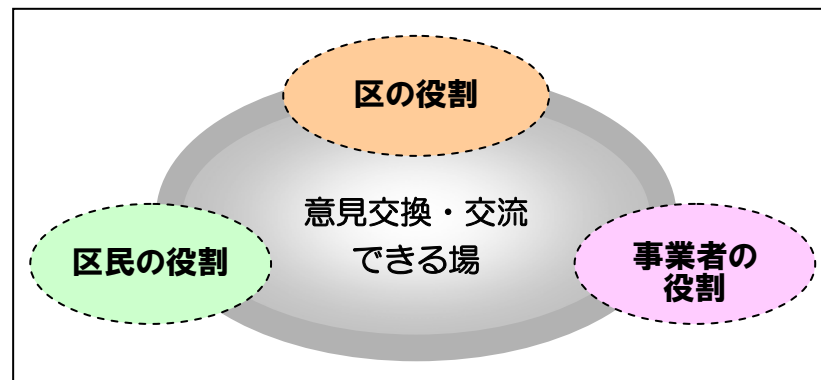 区の役割
意見交換・交流
できる場
区民の役割
事業者の
役割